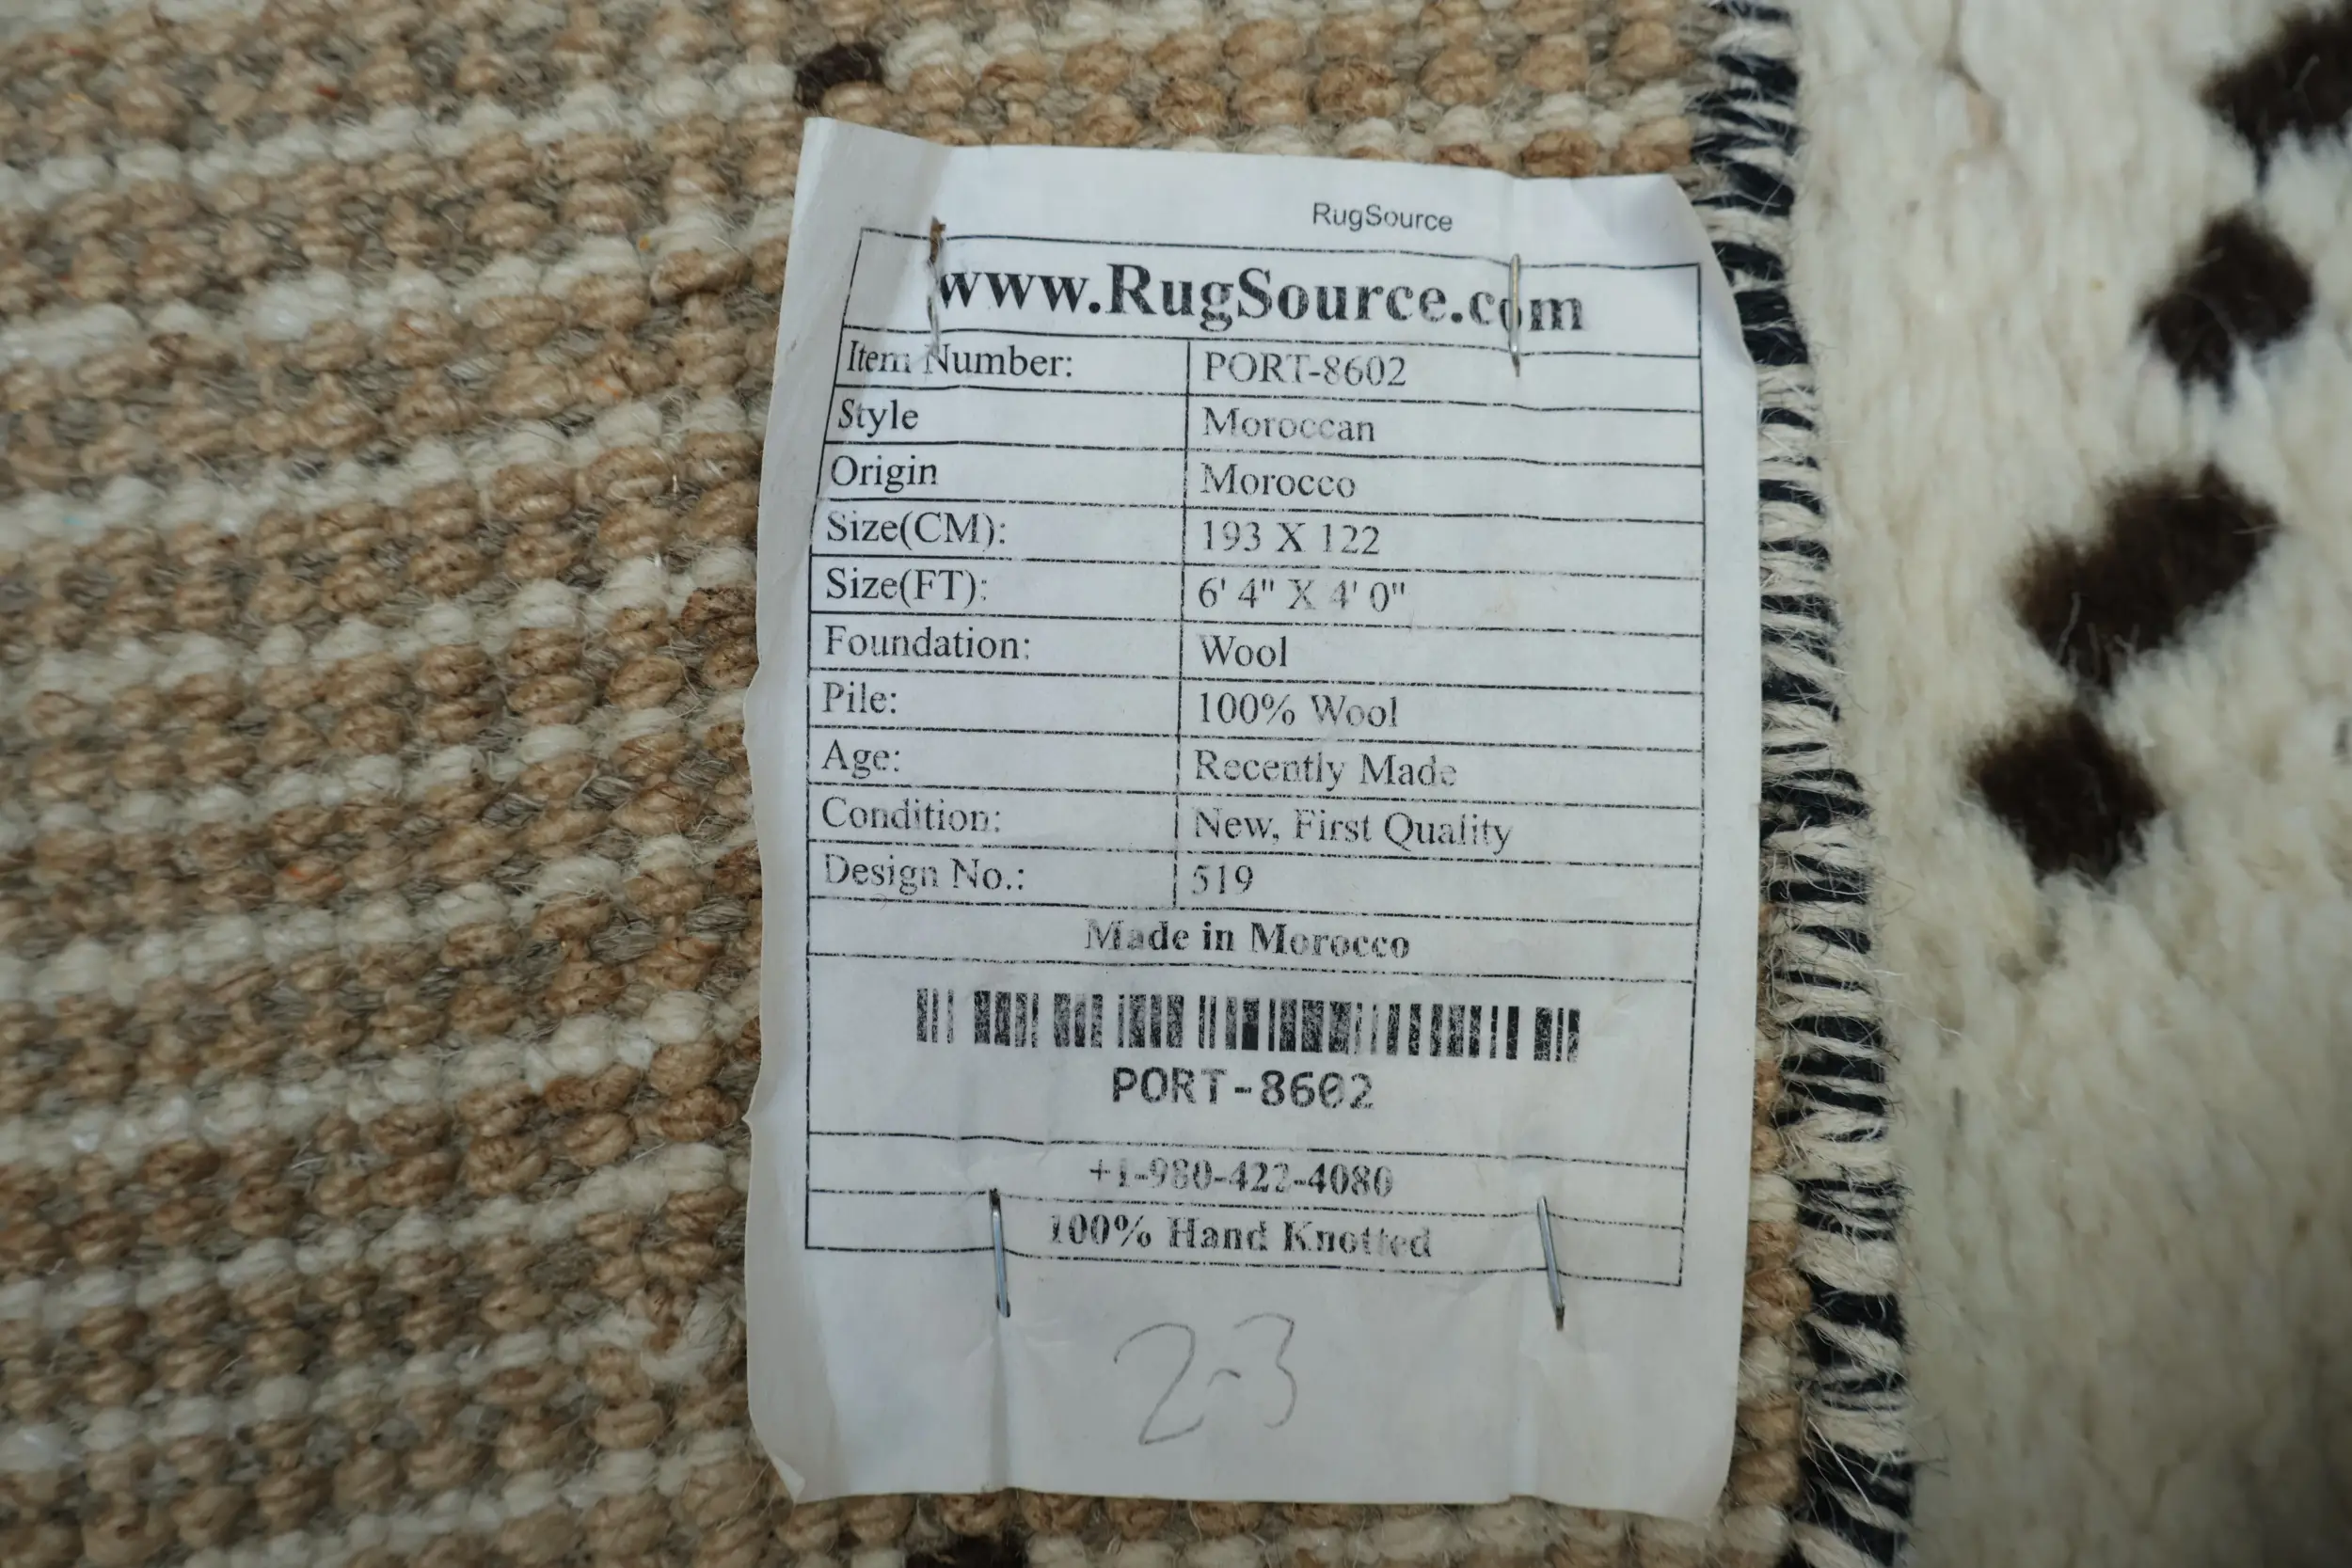 RugSource
www.RugSource.com
Item Number: PORT-8602
Style Moroccan
Origin Morocco
Size(CM): 193 X 122
Size(FT): 6' 4" X 4' 0"
Foundation: Wool
Pile: 100% Wool
Age: Recently Made
Condition: New, First Quality
Design No.: 519
Made in Morocco
PORT-8602
+1-980-422-4080
100% Hand Knotted
2-3